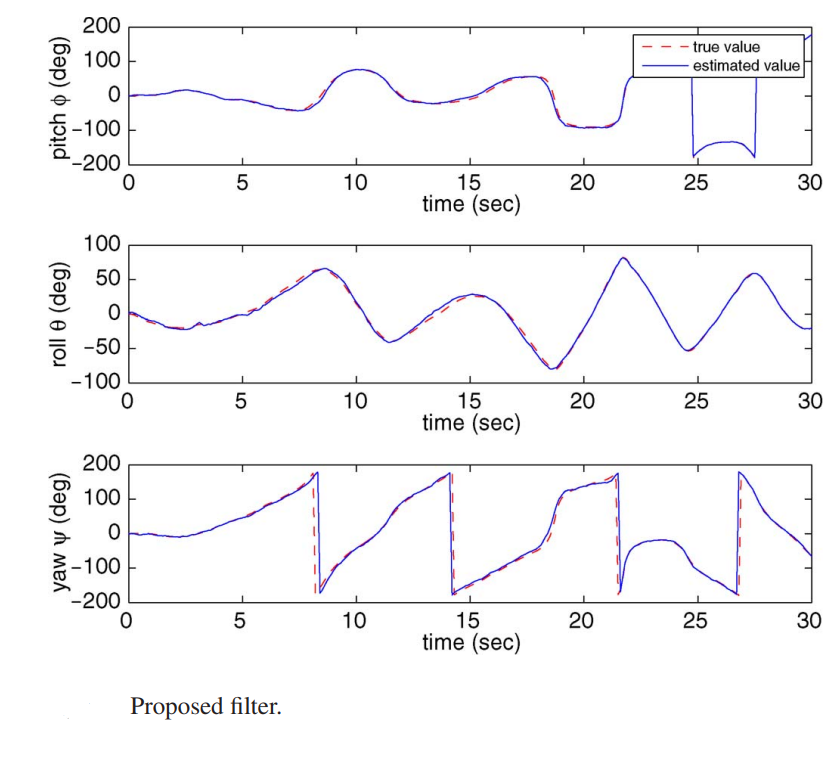 200
100
0
−100
−200
pitch ϕ (deg)
true value
estimated value
0 5 10 15 20 25 30
time (sec)
100
50
0
−50
−100
roll θ (deg)
0 5 10 15 20 25 30
time (sec)
200
100
0
−100
−200
yaw ψ (deg)
0 5 10 15 20 25 30
time (sec)
Proposed filter.